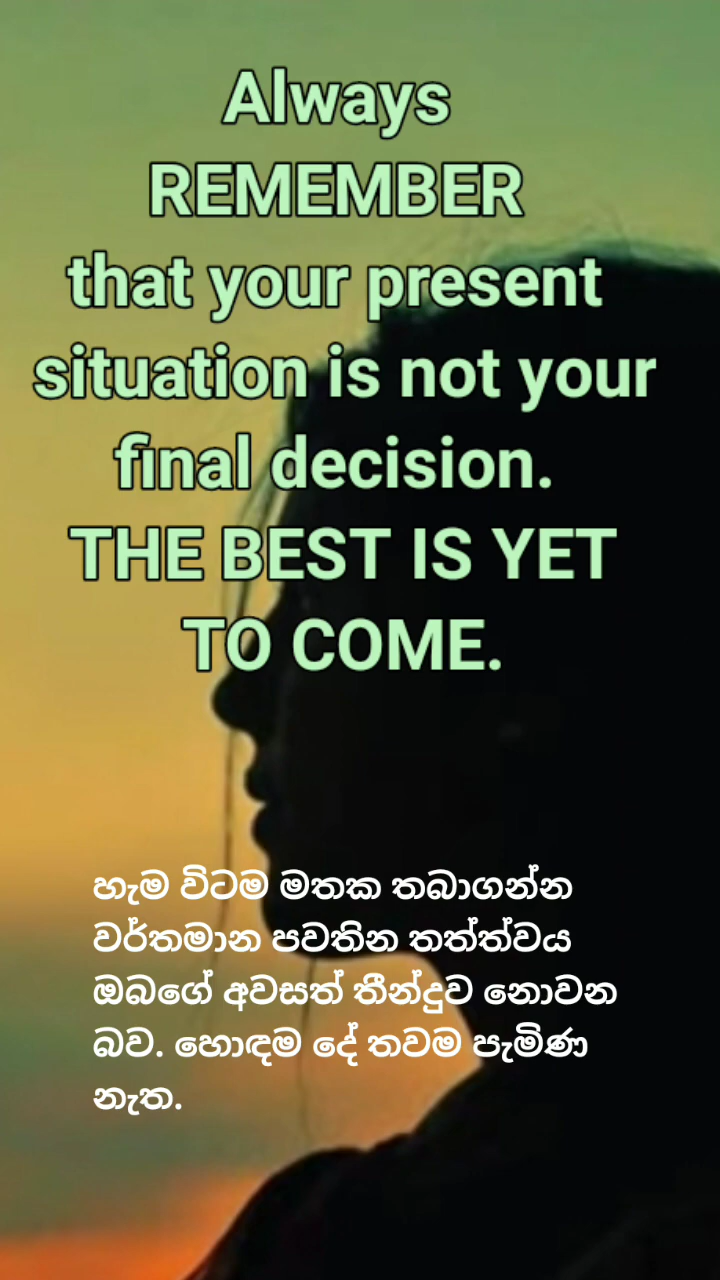 Always
REMEMBER
that your present
situation is not your
final decision.
THE BEST IS YET
TO COME.
හැම විටම මතක තබාගන්න
වර්තමාන පවතින තත්ත්වය
ඔබගේ අවසත් තීන්දුව නොවන
බව. හොඳම දේ තවම පැමිණ
නැත.